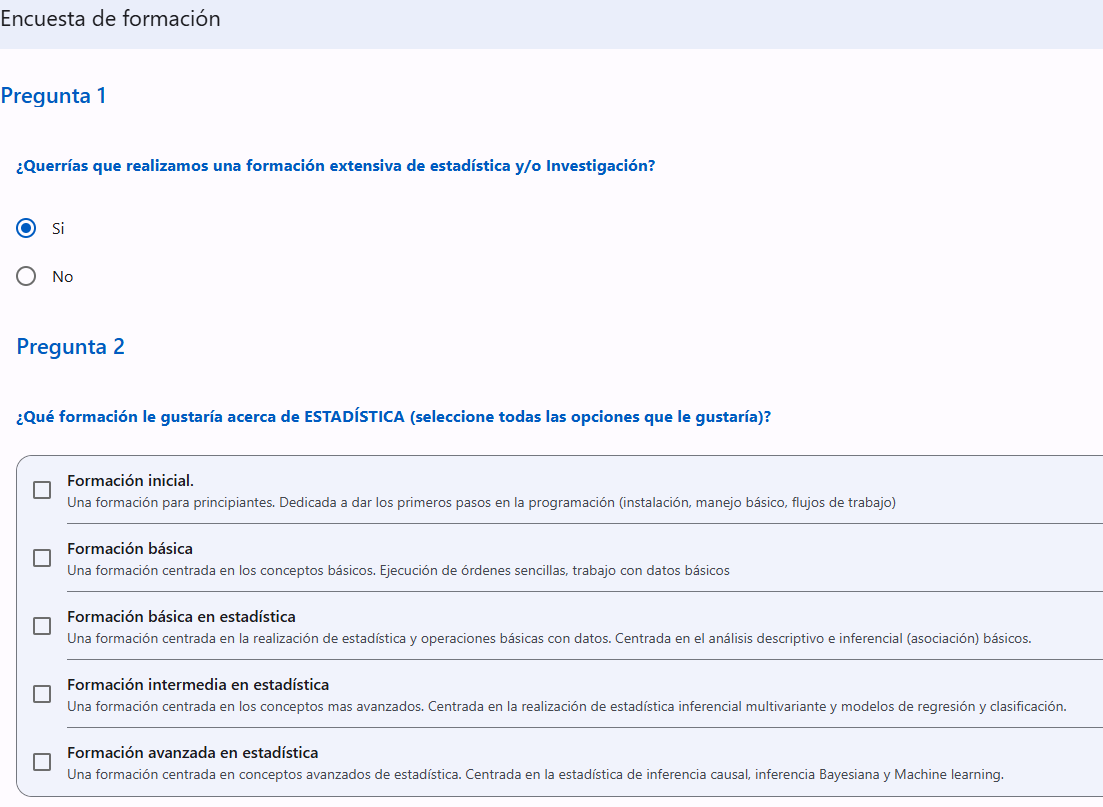 Encuesta de formación
Pregunta 1
¿Querrías que realizamos una formación extensiva de estadística y/o Investigación?
Si
No
Pregunta 2
¿Qué formación le gustaría acerca de ESTADÍSTICA (seleccione todas las opciones que le gustaría)?
Formación inicial.
Una formación para principiantes. Dedicada a dar los primeros pasos en la programación (instalación, manejo básico, flujos de trabajo)
Formación básica
Una formación centrada en los conceptos básicos. Ejecución de órdenes sencillas, trabajo con datos básicos
Formación básica en estadística
Una formación centrada en la realización de estadística y operaciones básicas con datos. Centrada en el análisis descriptivo e inferencial (asociación) básicos.
Formación intermedia en estadística
Una formación centrada en los conceptos mas avanzados. Centrada en la realización de estadística inferencial multivariante y modelos de regresión y clasificación.
Formación avanzada en estadística
Una formación centrada en conceptos avanzados de estadística. Centrada en la estadística de inferencia causal, inferencia Bayesiana y Machine learning.